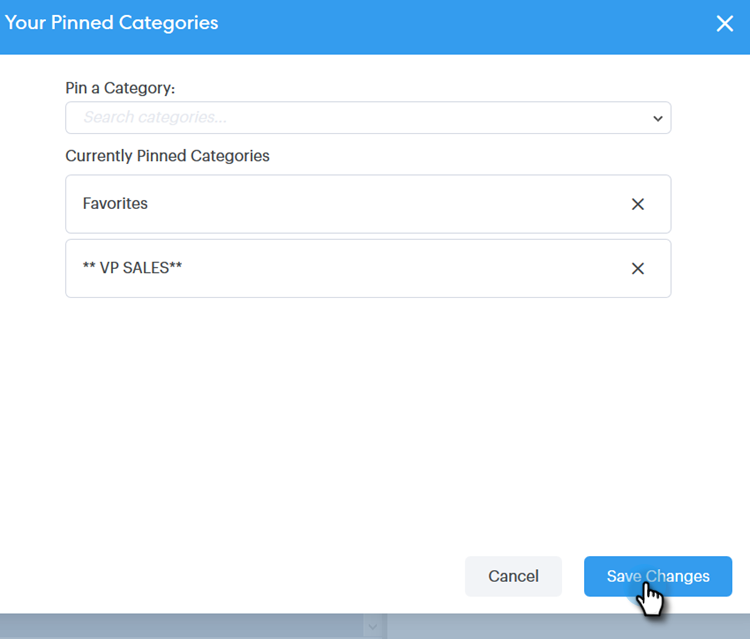 Your Pinned Categories
Pin a Category:
Search categories...
Currently Pinned Categories
Favorites
** VP SALES**
Cancel
Save Changes